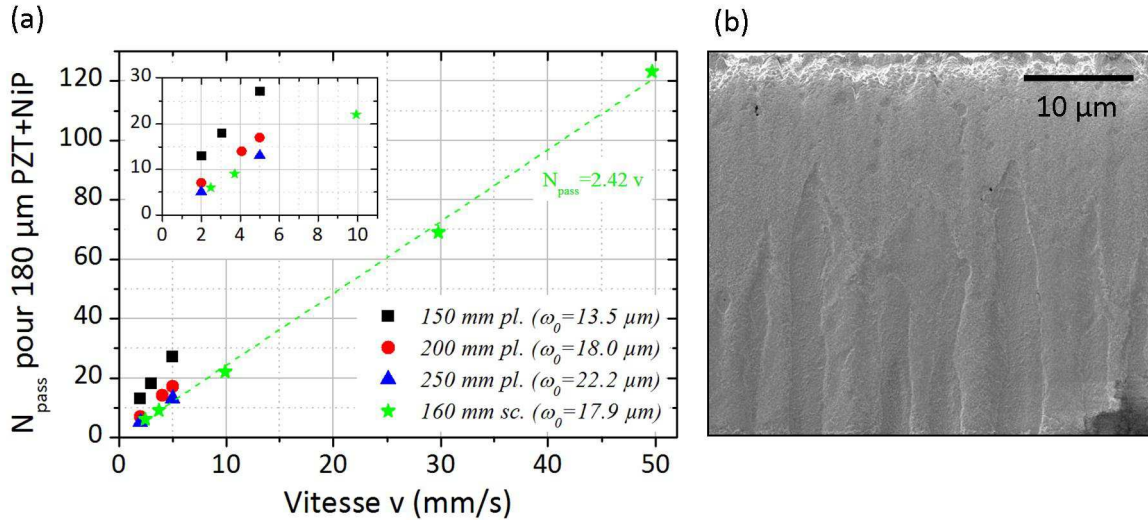 (a)
(b)
N_pass pour 180 µm PZT+NiP
120
100
80
60
40
20
0
30
20
10
0
0 2 4 6 8 10
N_pass=2.42 v
150 mm pl. (ω_0=13.5 µm)
200 mm pl. (ω_0=18.0 µm)
250 mm pl. (ω_0=22.2 µm)
160 mm sc. (ω_0=17.9 µm)
0 10 20 30 40 50
Vitesse v (mm/s)
10 µm